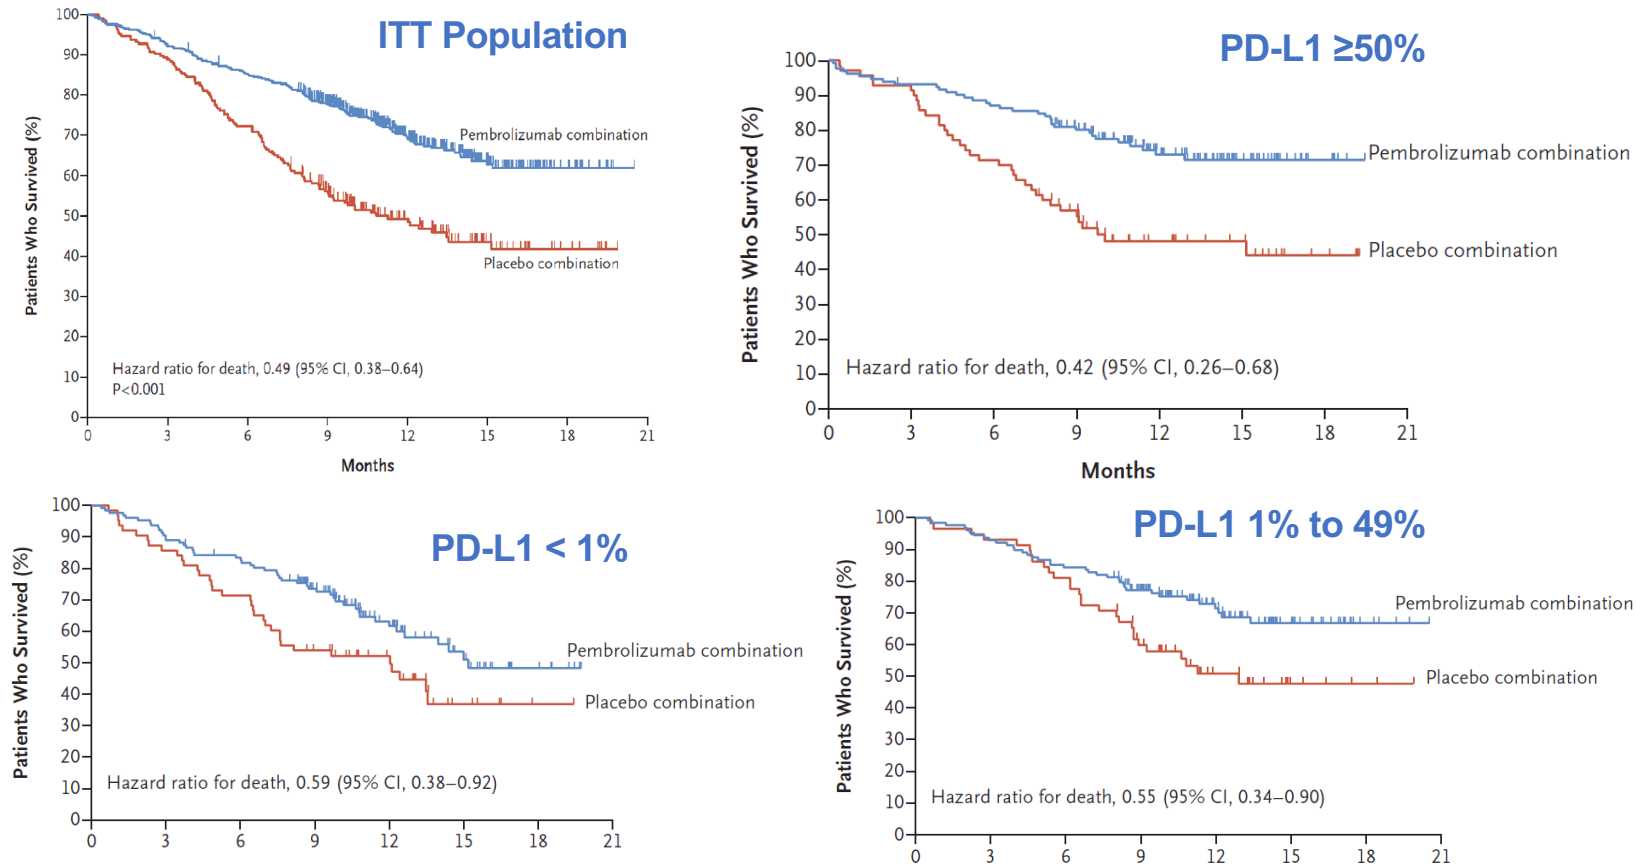 ITT Population
100
90
80
70
60
50
40
30
20
10
0
Patients Who Survived (%)
Pembrolizumab combination
Placebo combination
Hazard ratio for death, 0.49 (95% CI, 0.38–0.64)
P<0.001
0 3 6 9 12 15 18 21
Months
PD-L1 ≥50%
100
90
80
70
60
50
40
30
20
10
0
Patients Who Survived (%)
Pembrolizumab combination
Placebo combination
Hazard ratio for death, 0.42 (95% CI, 0.26–0.68)
0 3 6 9 12 15 18 21
Months
PD-L1 < 1%
100
90
80
70
60
50
40
30
20
10
0
Patients Who Survived (%)
Pembrolizumab combination
Placebo combination
Hazard ratio for death, 0.59 (95% CI, 0.38–0.92)
0 3 6 9 12 15 18 21
PD-L1 1% to 49%
100
90
80
70
60
50
40
30
20
10
0
Patients Who Survived (%)
Pembrolizumab combination
Placebo combination
Hazard ratio for death, 0.55 (95% CI, 0.34–0.90)
0 3 6 9 12 15 18 21